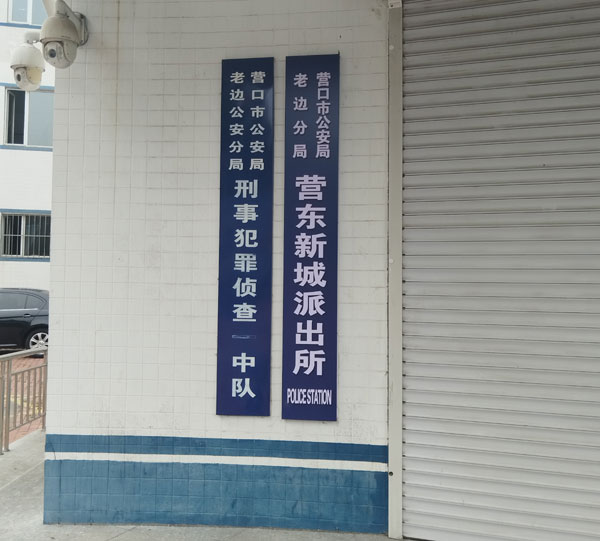 营口市公安局
老边分局
营东新城派出所
POLICE STATION
营口市公安局
老边公安分局
刑事犯罪侦查一中队